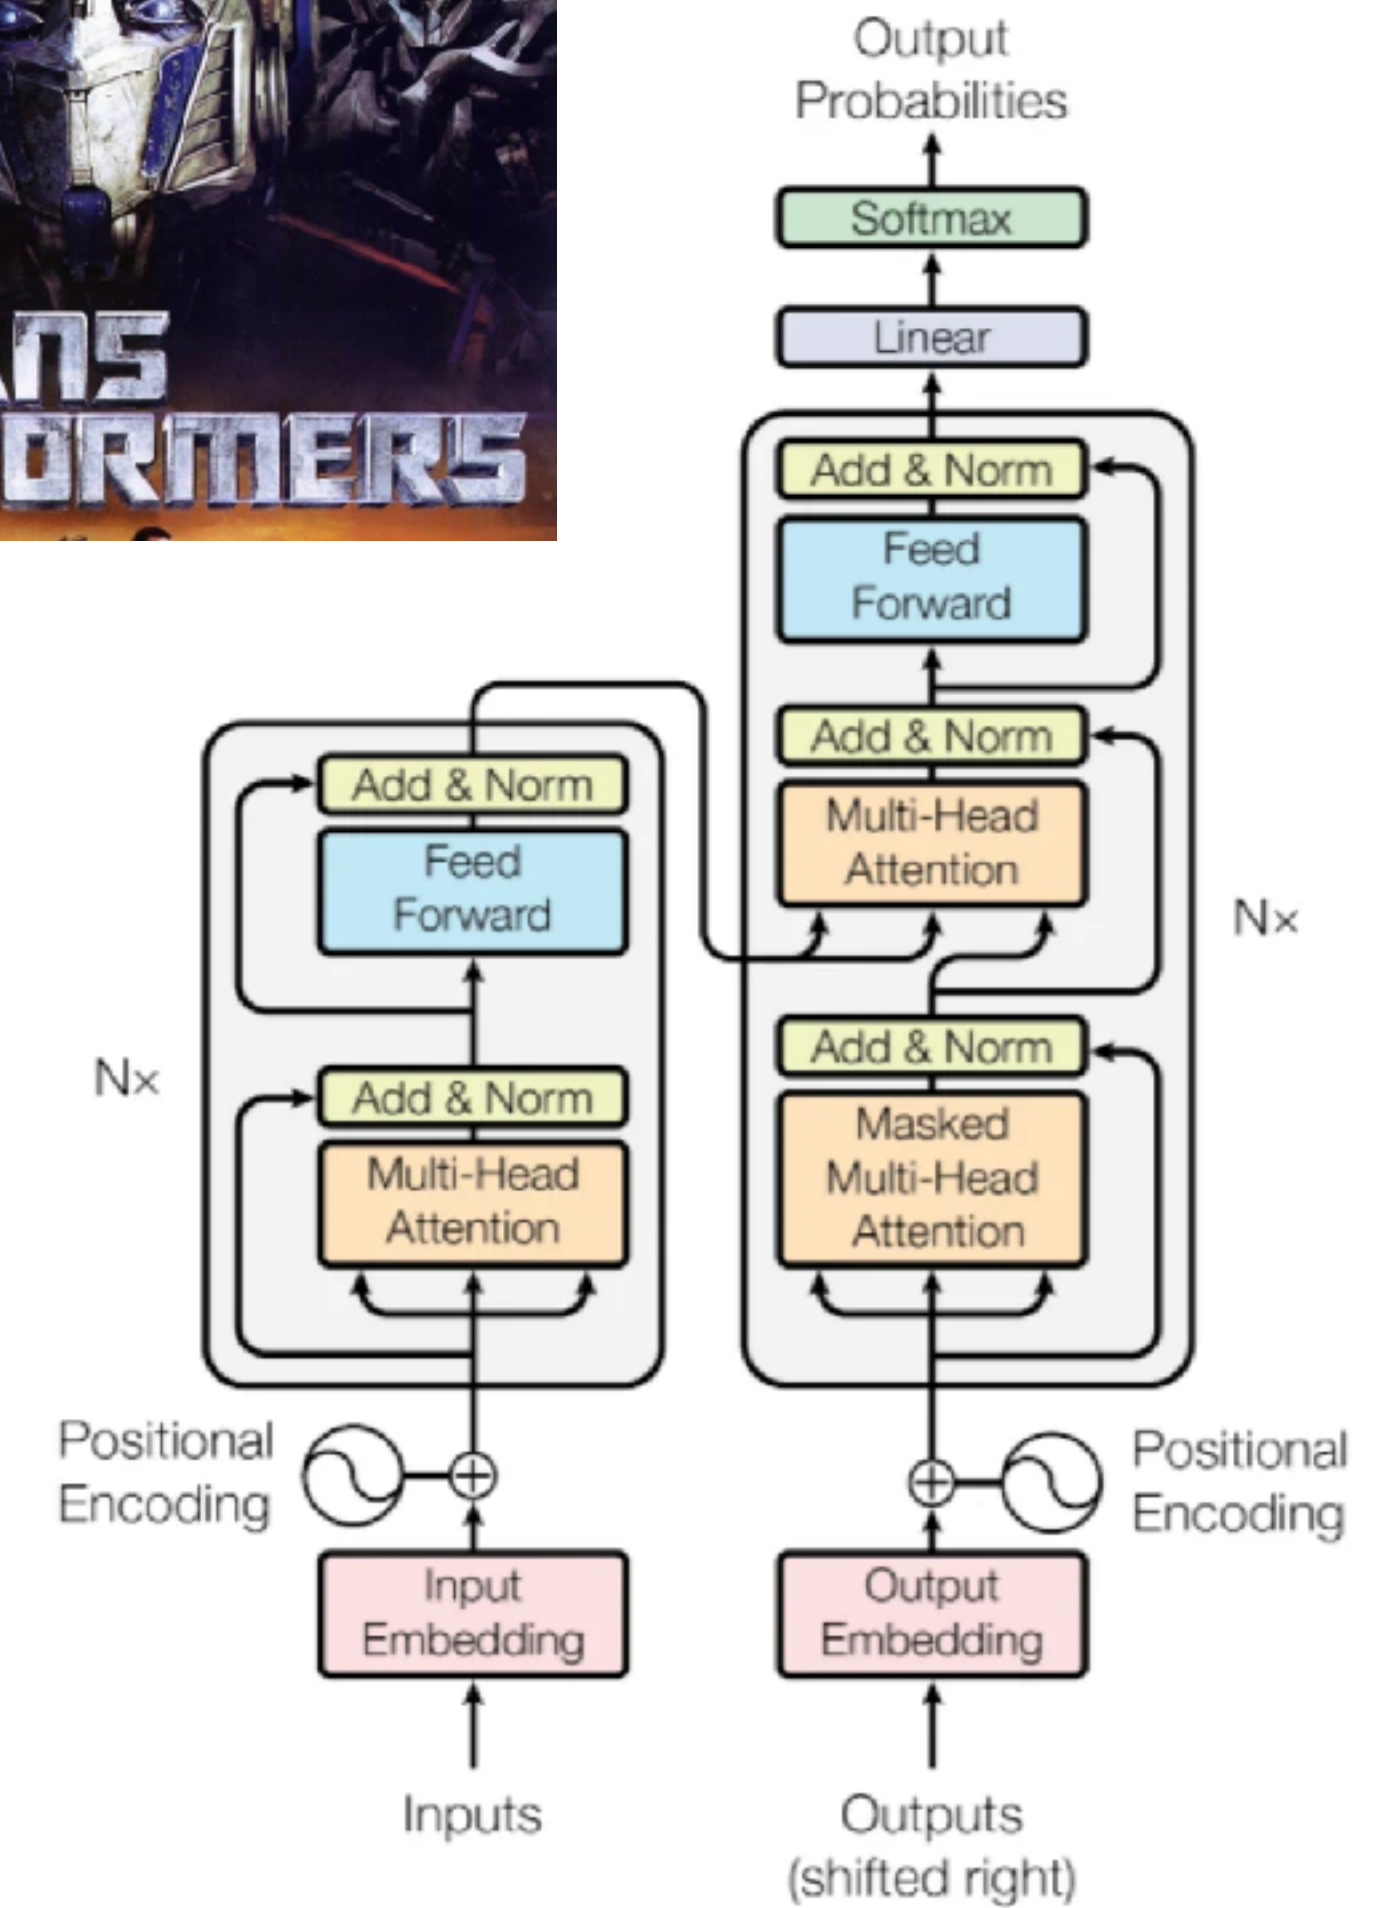 ANS
ORMERS
Output
Probabilities
Softmax
Linear
Add & Norm
Feed
Forward
Add & Norm
Multi-Head
Attention
Nx
Add & Norm
Masked
Multi-Head
Attention
Positional
Encoding
Output
Embedding
Outputs
(shifted right)
Add & Norm
Feed
Forward
Nx
Add & Norm
Multi-Head
Attention
Positional
Encoding
Input
Embedding
Inputs